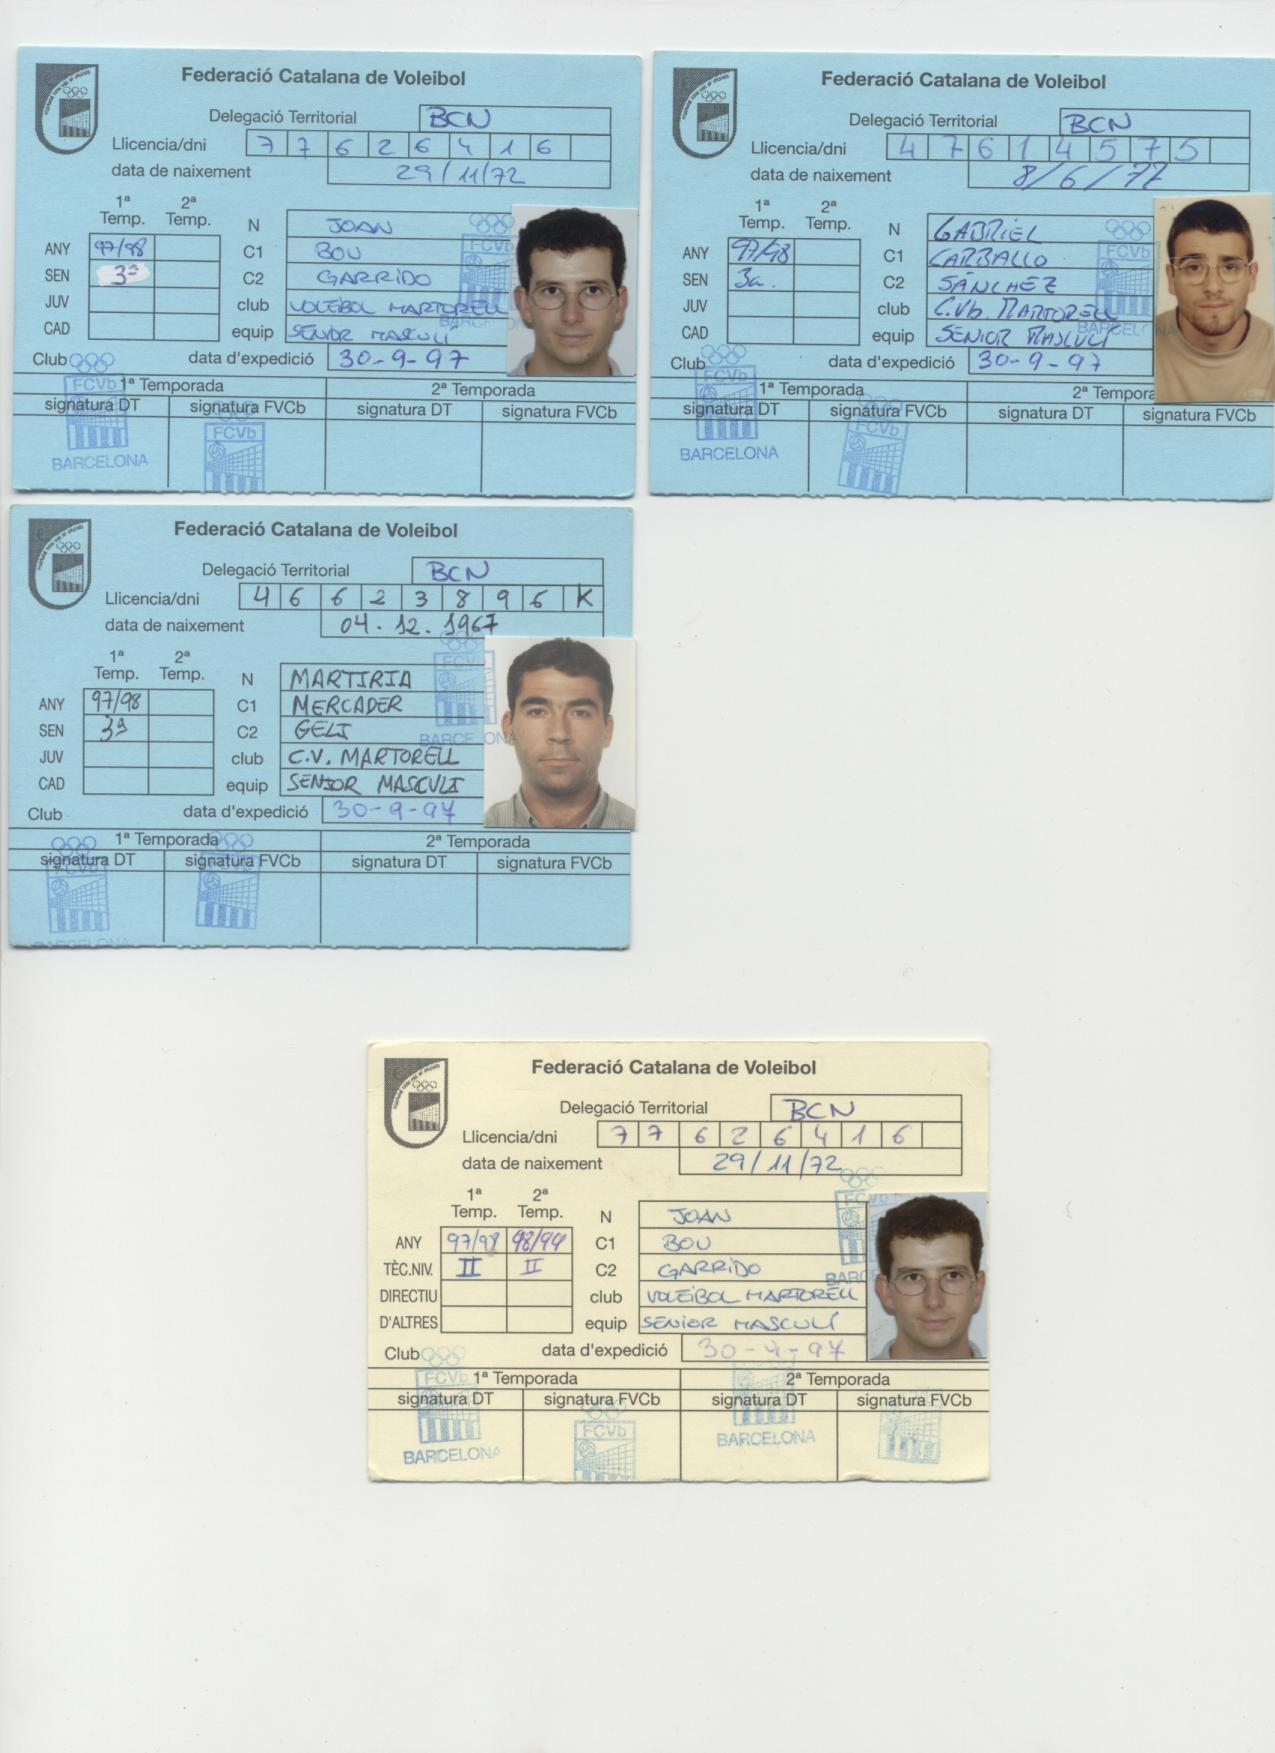 Federació Catalana de Voleibol
Delegació Territorial BCN
Llicencia/dni 7 7 6 2 6 4 1 6
data de naixement 29/11/72
1ª Temp. 2ª Temp.
N JOAN
ANY 97/98 C1 BOU
SEN 3ª C2 GARRIDO
JUV club VOLEIBOL MARTORELL
CAD equip SENIOR MASCULÍ
Club data d'expedició 30-9-97
1ª Temporada 2ª Temporada
signatura DT signatura FVCb signatura DT signatura FVCb
FCVb
BARCELONA
FCVb
Federació Catalana de Voleibol
Delegació Territorial BCN
Llicencia/dni 4 7 6 1 4 5 7 5
data de naixement 8/6/77
1ª Temp. 2ª Temp.
N GABRIEL
ANY 97/98 C1 CARBALLO
SEN 3a. C2 SÁNCHEZ
JUV club C.Vb. MARTORELL
CAD equip SENIOR MASCULÍ
Club data d'expedició 30-9-97
1ª Temporada 2ª Tempora
signatura DT signatura FVCb signatura DT signatura FVCb
FCVb
BARCELONA
FCVb
Federació Catalana de Voleibol
Delegació Territorial BCN
Llicencia/dni 4 6 6 2 3 8 9 6 K
data de naixement 04.12.1967
1ª Temp. 2ª Temp.
N MARTIRIA
ANY 97/98 C1 MERCADER
SEN 3ª C2 GELI
JUV club C.V. MARTORELL
CAD equip SENIOR MASCULI
Club data d'expedició 30-9-97
1ª Temporada 2ª Temporada
signatura DT signatura FVCb signatura DT signatura FVCb
FCVb
BARCELONA
FCVb
Federació Catalana de Voleibol
Delegació Territorial BCN
Llicencia/dni 7 7 6 2 6 4 1 6
data de naixement 29/11/72
1ª Temp. 2ª Temp.
N JOAN
ANY 97/98 98/99 C1 BOU
TÈC.NIV. II II C2 GARRIDO
DIRECTIU club VOLEIBOL MARTORELL
D'ALTRES equip SENIOR MASCULÍ
Club data d'expedició 30-9-97
1ª Temporada 2ª Temporada
signatura DT signatura FVCb signatura DT signatura FVCb
FCVb
BARCELONA
FCVb
BARCELONA